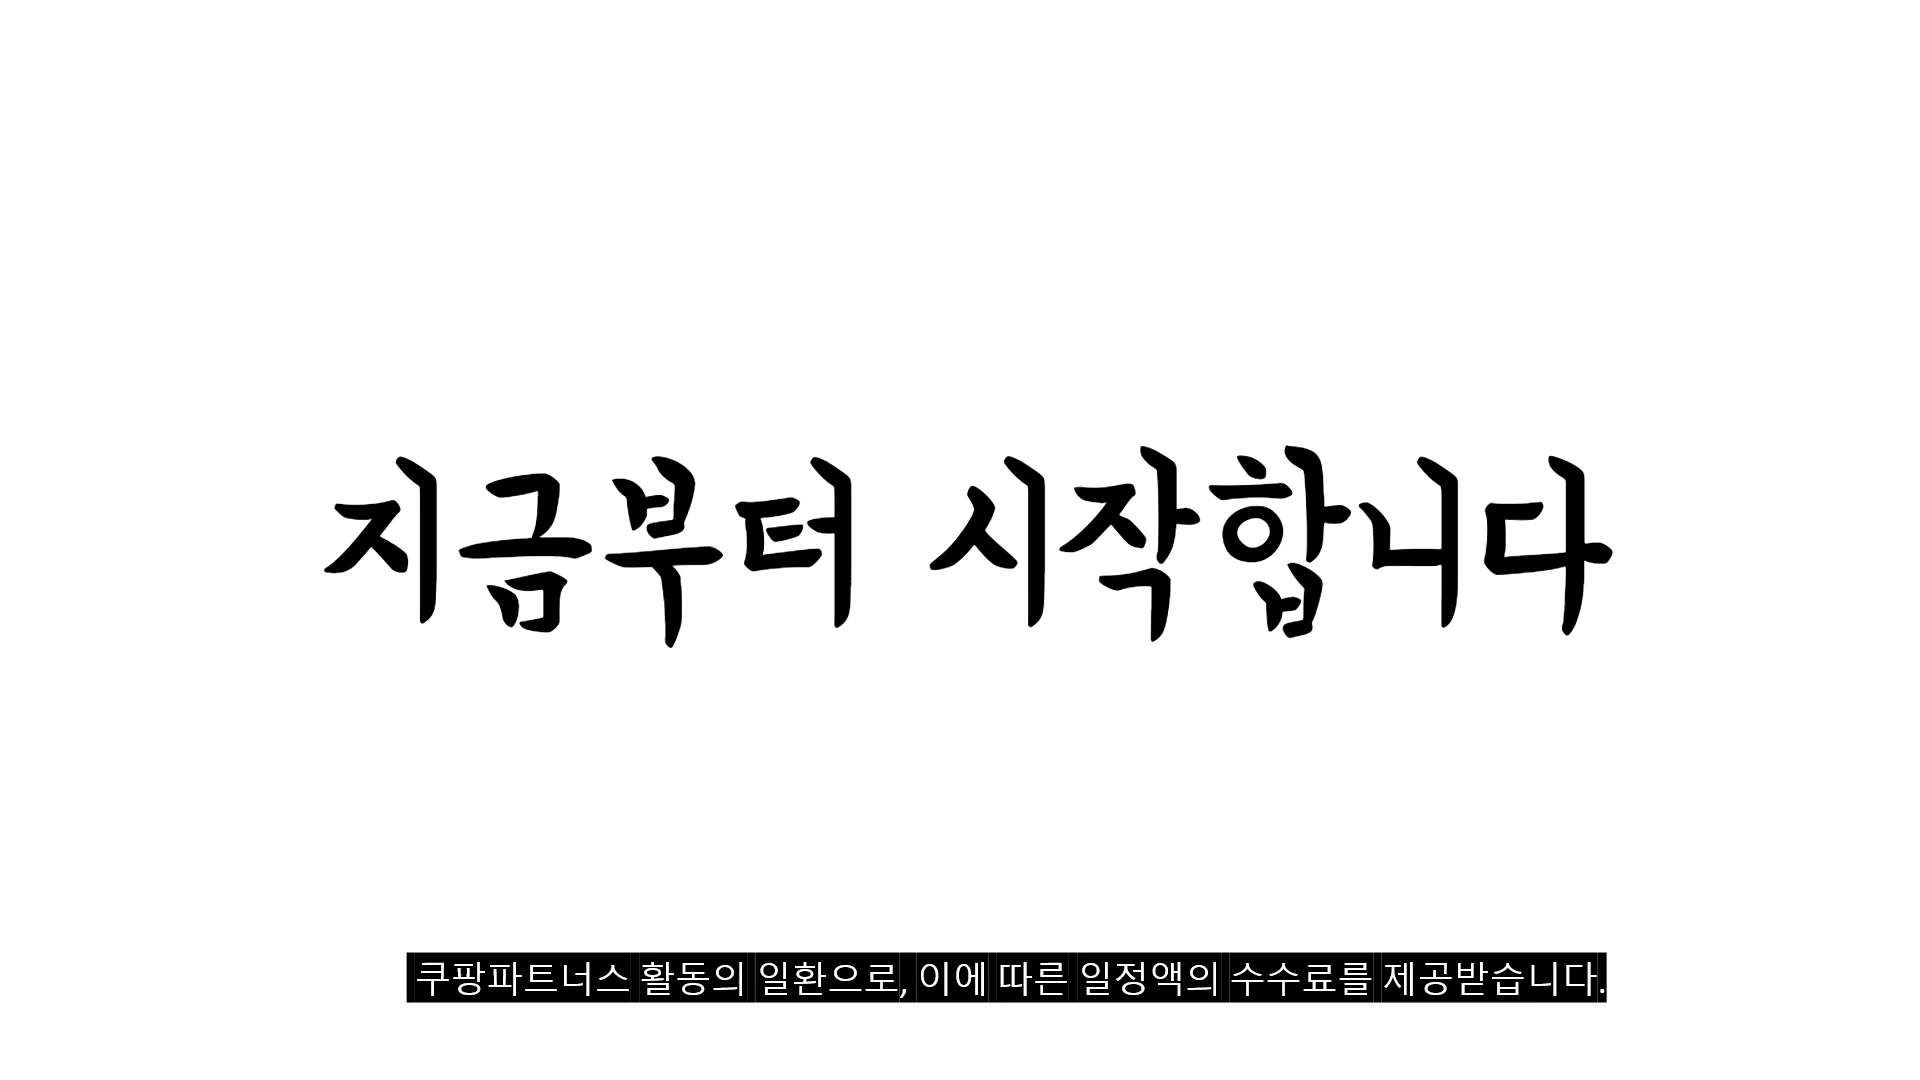 지금부터 시작합니다
쿠팡파트너스 활동의 일환으로, 이에 따른 일정액의 수수료를 제공받습니다.